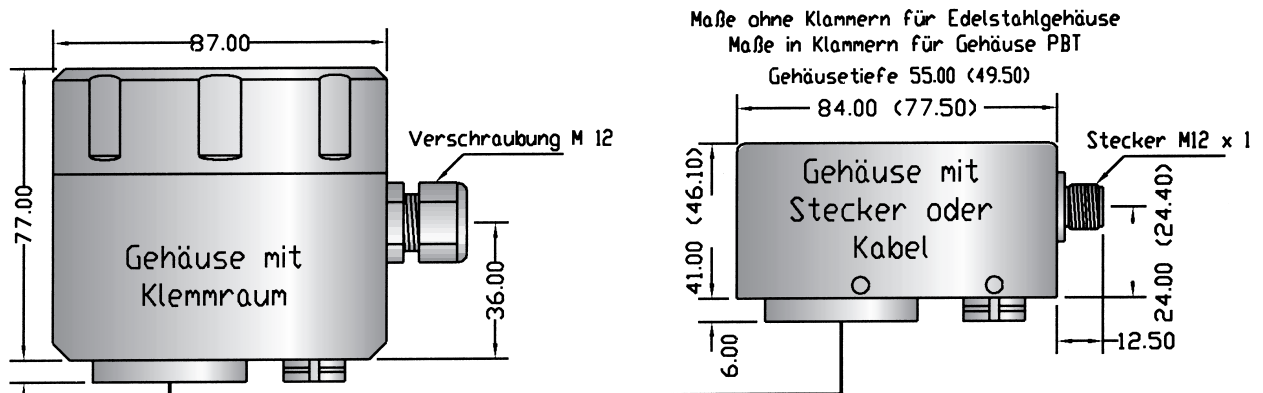 87.00
77.00
Gehäuse mit
Klemmraum
Verschraubung M 12
36.00
Maße ohne Klammern für Edelstahlgehäuse
Maße in Klammern für Gehäuse PBT
Gehäusetiefe 55.00 (49.50)
84.00 (77.50)
41.00 (46.10)
Gehäuse mit
Stecker oder
Kabel
Stecker M12 x 1
24.00 (24.40)
6.00
12.50